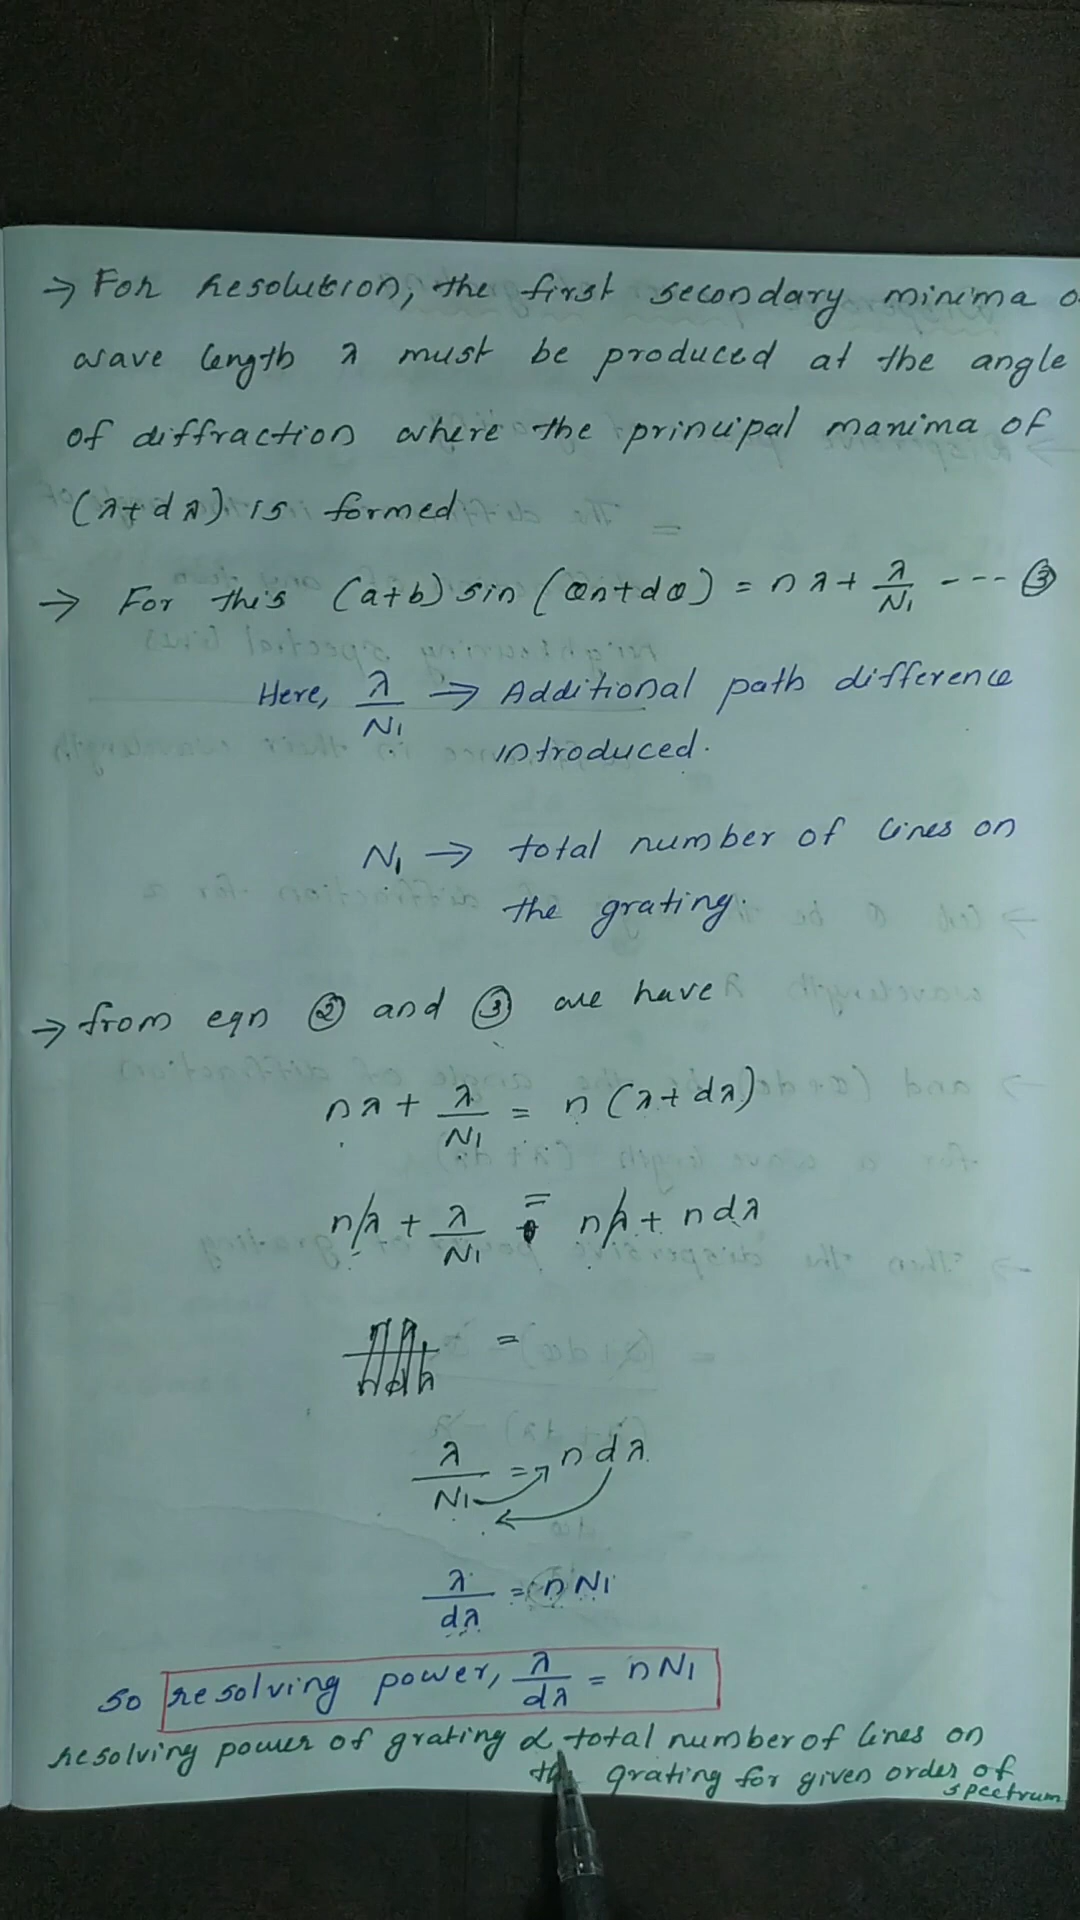 → For resolution, the first secondary minima
wave length λ must be produced at the angle
of diffraction where the principal maxima of
(λ+dλ) is formed
→ For this (a+b) sin (θn+dθ) = nλ + λ/N₁ --- ③
Here, λ/N₁ → Additional path difference
introduced.
N₁ → total number of lines on
the grating.
→ from eqn ② and ③ we have
nλ + λ/N₁ = n (λ+dλ)
nλ + λ/N₁ = nλ + ndλ
=
λ/N₁ = ndλ
λ/dλ = nN₁
so resolving power, λ/dλ = nN₁
resolving power of grating α total number of lines on
the grating for given order of
spectrum